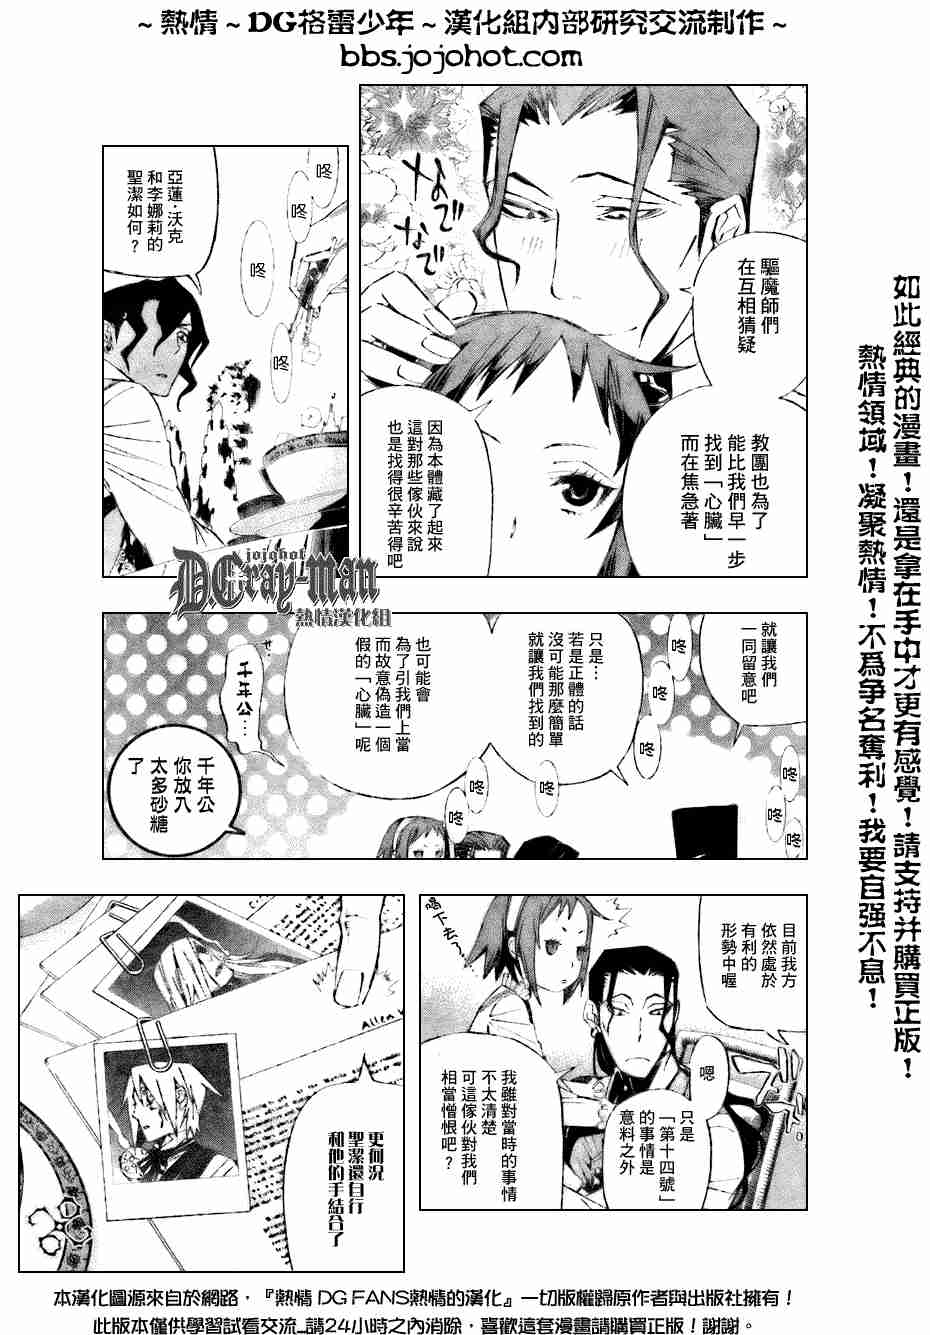 ~熱情~DG葛雷少年~漢化組內部研究交流制作~
bbs.jojohot.com
如此經典的漫畫！還是拿在手中才更有感覺！請支持并購買正版！
熱情領域！凝聚熱情！不爲爭名奪利！我要自强不息！
驅魔師們
在互相猜疑
なで
なで
教團也為了
能比我們早一步
找到「心臟」
而在焦急著
因為本體藏了起來
這對那些傢伙來說
也是找得很辛苦得吧
亞蓮·沃克
和李娜莉的
聖潔如何？
咚
咚
咚
咚
jojohot
D.Gray-man
熱情漢化組
就讓我們
一同留意吧
咚
咚
咚
咚
咚
咚
咚
咚
咚
只是…
若是正體的話
沒可能那麼簡單
就讓我們找到的
也可能會
為了引我們上當
而故意偽造一個
假的「心臟」呢
せ、
千年公…
千年公
你放入
太多砂糖
了
目前我方
依然處於
有利的
形勢中喔
喝下去了
嗯
只是
「第十四號」
的事情是
意料之外
我雖對當時的事情
不太清楚
可這傢伙對我們
相當憎恨吧？
Allen W
更何況
聖潔還自行
和他的手結合了
本漢化圖源來自於網路，『熱情 DG FANS熱情的漢化』一切版權歸原作者與出版社擁有！
此版本僅供學習試看交流...請24小時之內消除，喜歡這套漫畫請購買正版！謝謝。